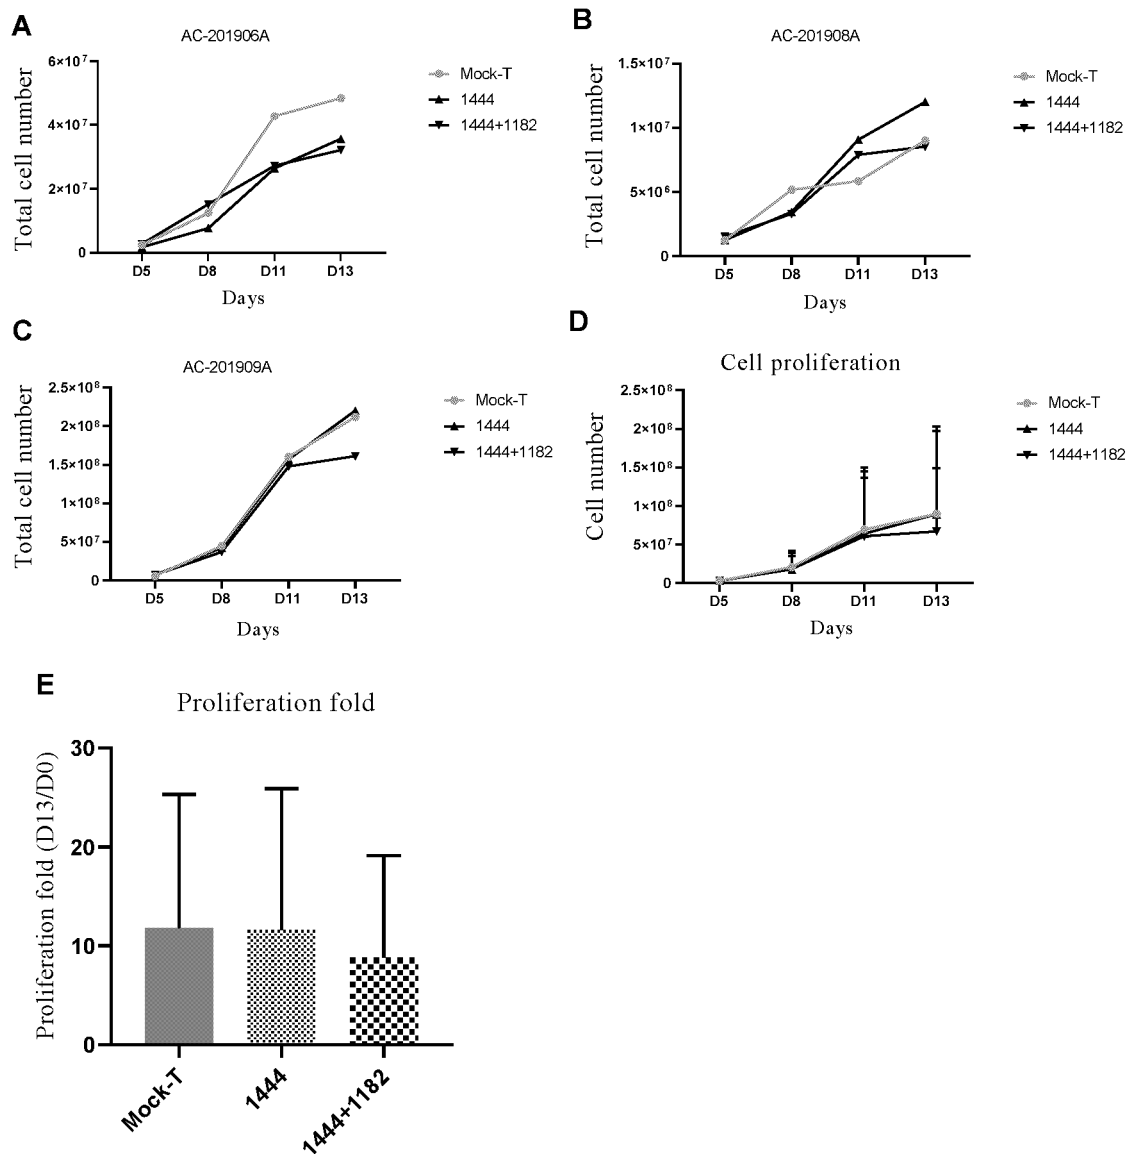 A
AC-201906A
Total cell number
6×10⁷
4×10⁷
2×10⁷
0
D5 D8 D11 D13
Days
Mock-T
1444
1444+1182
B
AC-201908A
Total cell number
1.5×10⁷
1×10⁷
5×10⁶
0
D5 D8 D11 D13
Days
Mock-T
1444
1444+1182
C
AC-201909A
Total cell number
2.5×10⁸
2×10⁸
1.5×10⁸
1×10⁸
5×10⁷
0
D5 D8 D11 D13
Days
Mock-T
1444
1444+1182
D
Cell proliferation
Cell number
2.5×10⁸
2×10⁸
1.5×10⁸
1×10⁸
5×10⁷
0
D5 D8 D11 D13
Days
Mock-T
1444
1444+1182
E
Proliferation fold
Proliferation fold (D13/D0)
30
20
10
0
Mock-T
1444
1444+1182